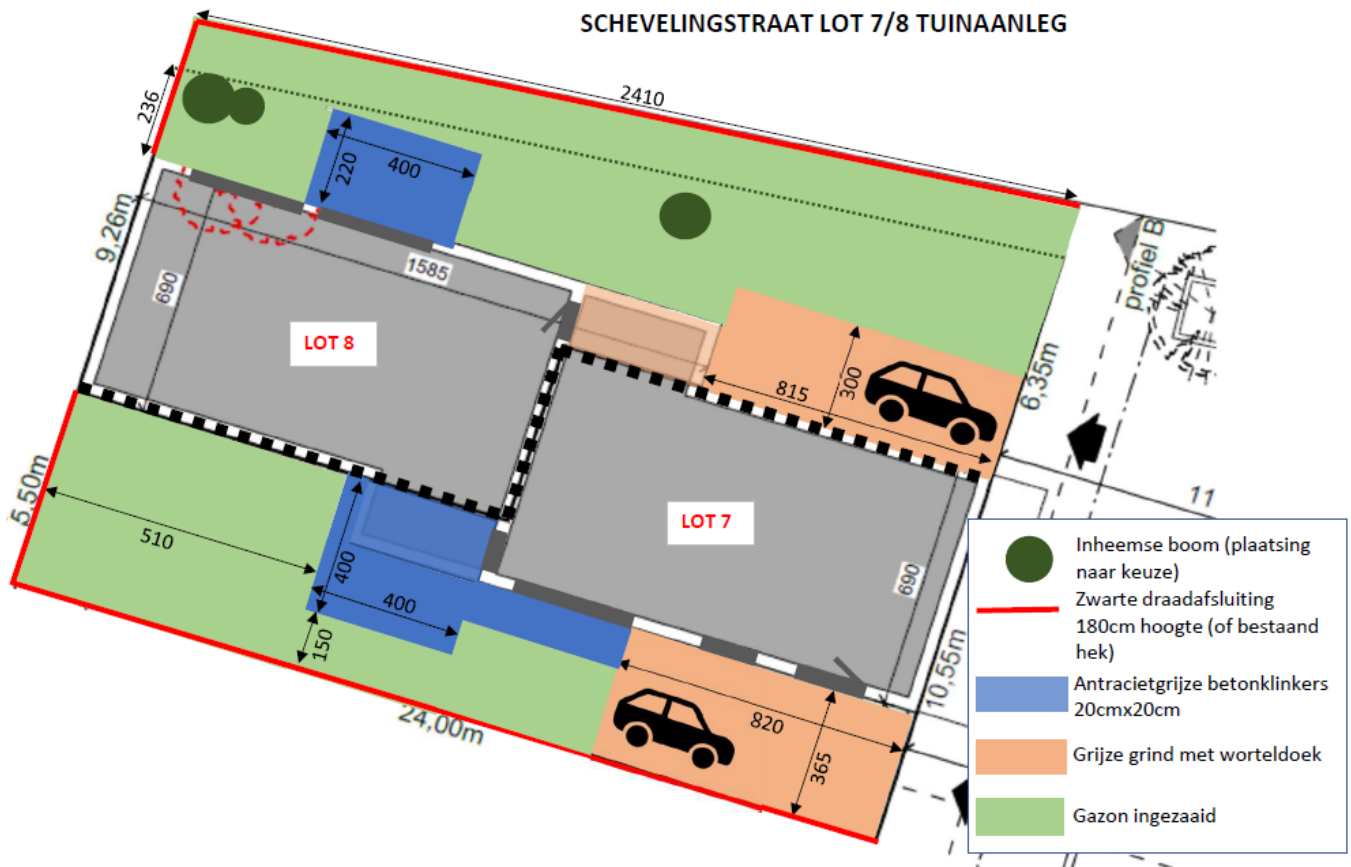 SCHEVELINGSTRAAT LOT 7/8 TUINAANLEG
2410
236
400
220
9,26m
profiel B
1585
690
LOT 8
300
815
6,35m
11
5,50m
LOT 7
510
400
400
690
150
10,55m
24,00m
820
365
Inheemse boom (plaatsing
naar keuze)
Zwarte draadafsluiting
180cm hoogte (of bestaand
hek)
Antracietgrijze betonklinkers
20cmx20cm
Grijze grind met worteldoek
Gazon ingezaaid